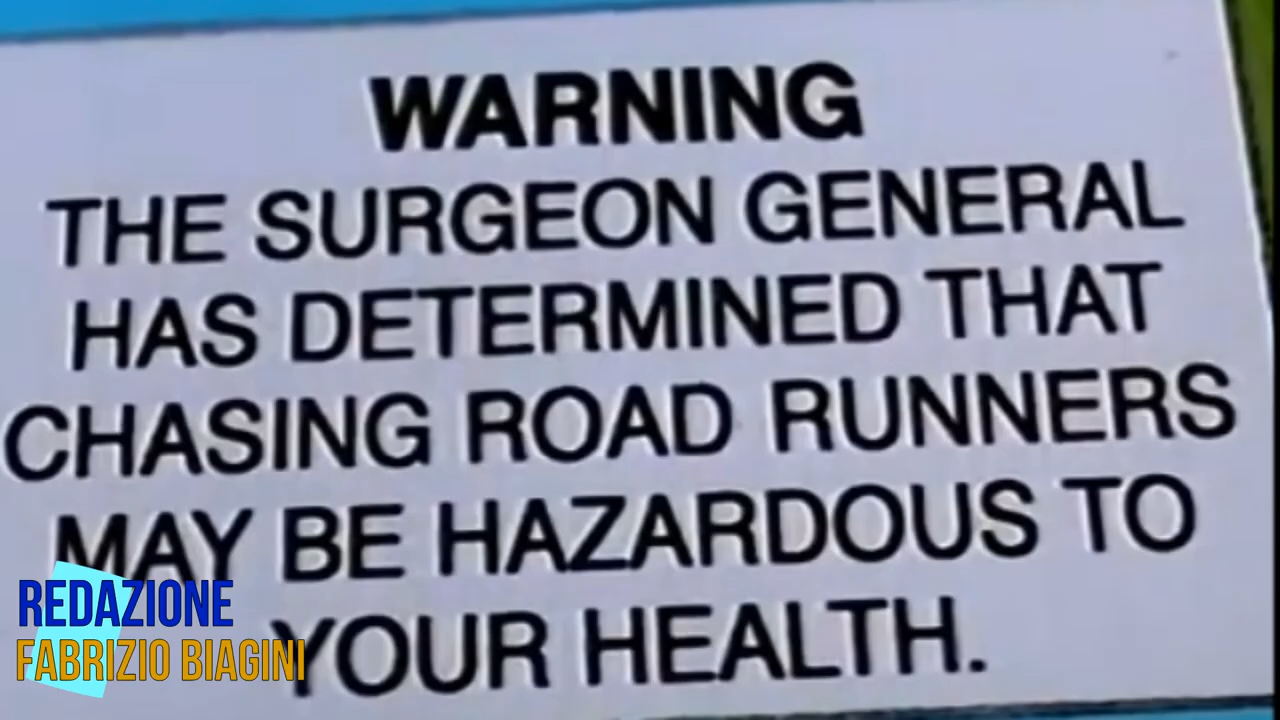 WARNING
THE SURGEON GENERAL
HAS DETERMINED THAT
CHASING ROAD RUNNERS
MAY BE HAZARDOUS TO
YOUR HEALTH.
REDAZIONE
FABRIZIO BIAGINI